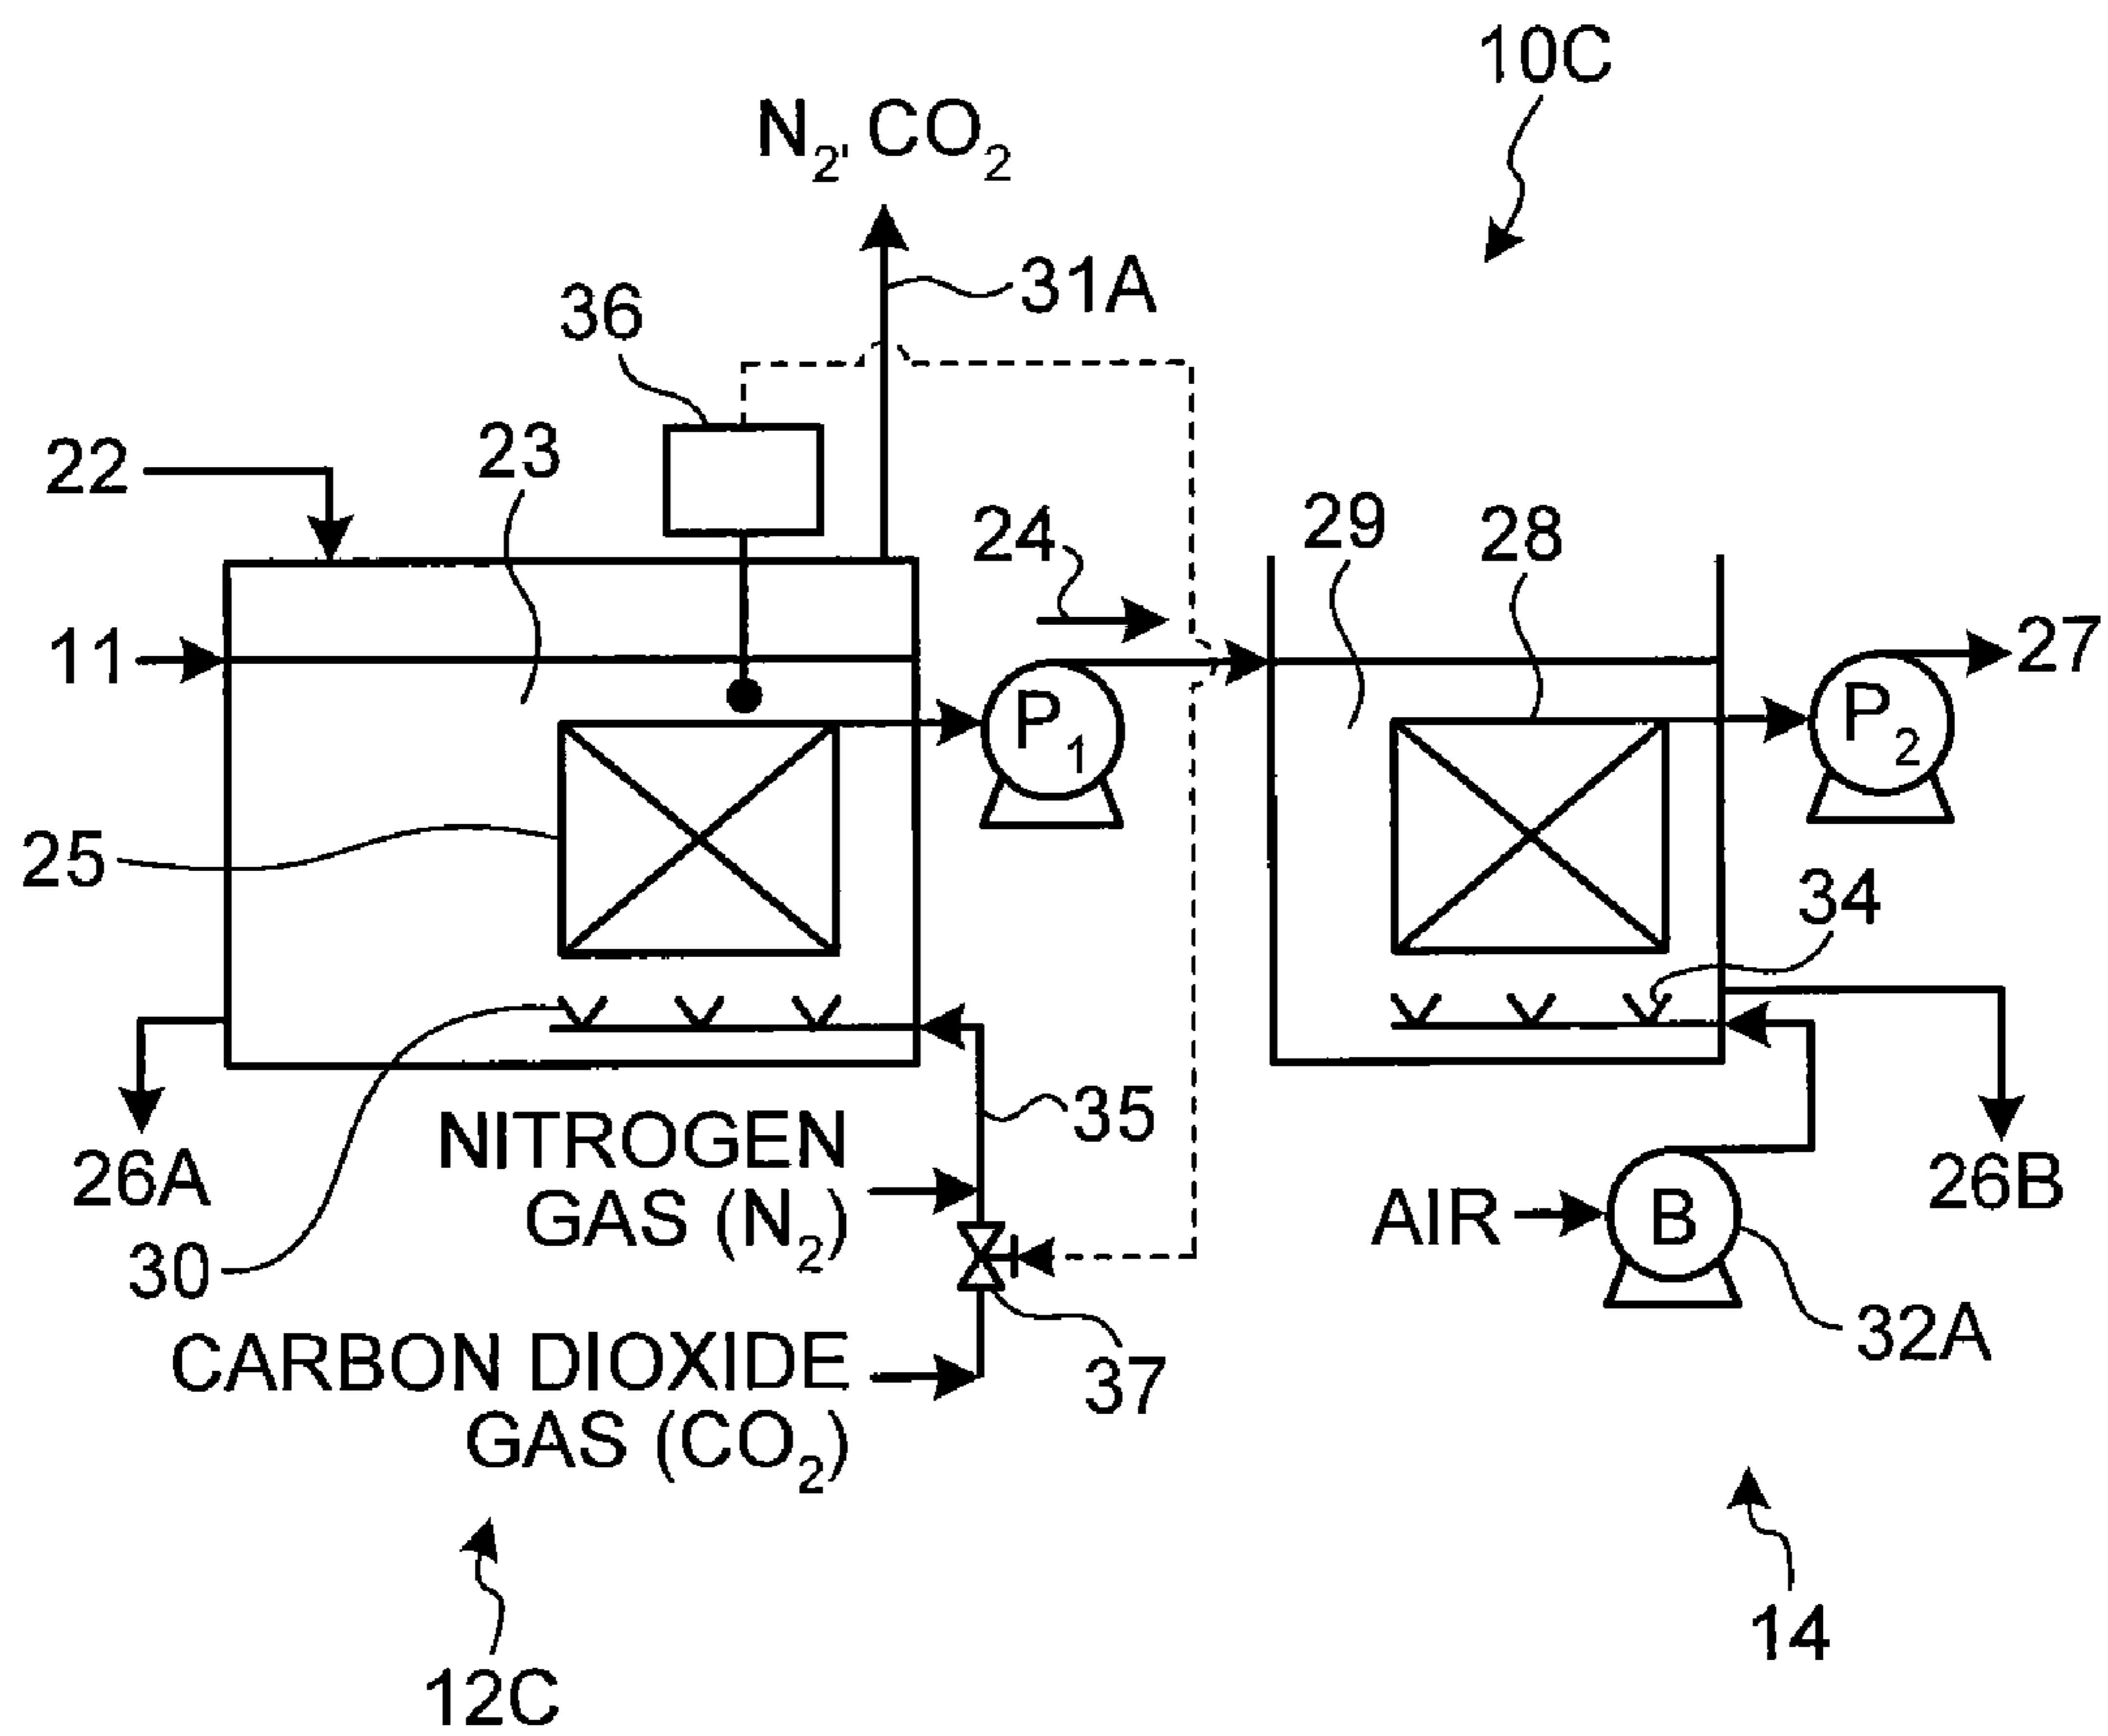 10C
N2, CO2
31A
36
23
22
24
29
28
11
P1
27
P2
25
34
35
NITROGEN
GAS (N2)
26A
26B
30
AIR
B
32A
CARBON DIOXIDE
GAS (CO2)
37
14
12C